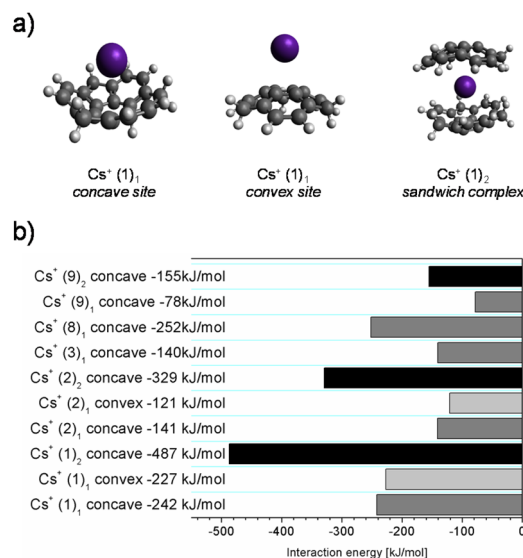 a)
Cs⁺ (1)₁
concave site
Cs⁺ (1)₁
convex site
Cs⁺ (1)₂
sandwich complex
b)
Cs⁺ (9)₂ concave -155kJ/mol
Cs⁺ (9)₁ concave -78kJ/mol
Cs⁺ (8)₁ concave -252kJ/mol
Cs⁺ (3)₁ concave -140kJ/mol
Cs⁺ (2)₂ concave -329 kJ/mol
Cs⁺ (2)₁ convex -121 kJ/mol
Cs⁺ (2)₁ concave -141 kJ/mol
Cs⁺ (1)₂ concave -487 kJ/mol
Cs⁺ (1)₁ convex -227 kJ/mol
Cs⁺ (1)₁ concave -242 kJ/mol
-500 -400 -300 -200 -100 0
Interaction energy [kJ/mol]